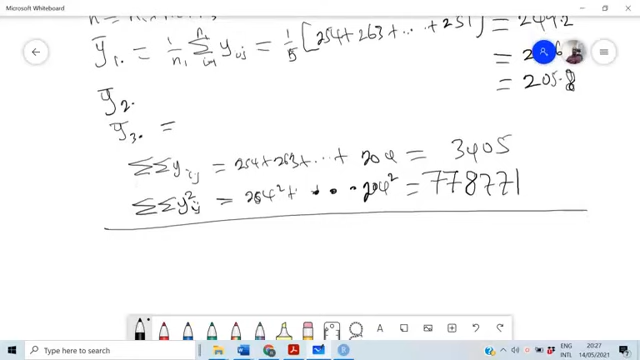 Microsoft Whiteboard
ȳ₁. = 1/n₁ Σ yᵢⱼ = 1/5 [254+263+...+251] = 249.2
= 205.8
ȳ₂.
ȳ₃. =
ΣΣyᵢⱼ = 254+263+...+ 204 = 3405
ΣΣy²ᵢⱼ = 254²+ ... 204² = 778771
Type here to search
ENG
INTL
20:27
14/05/2021